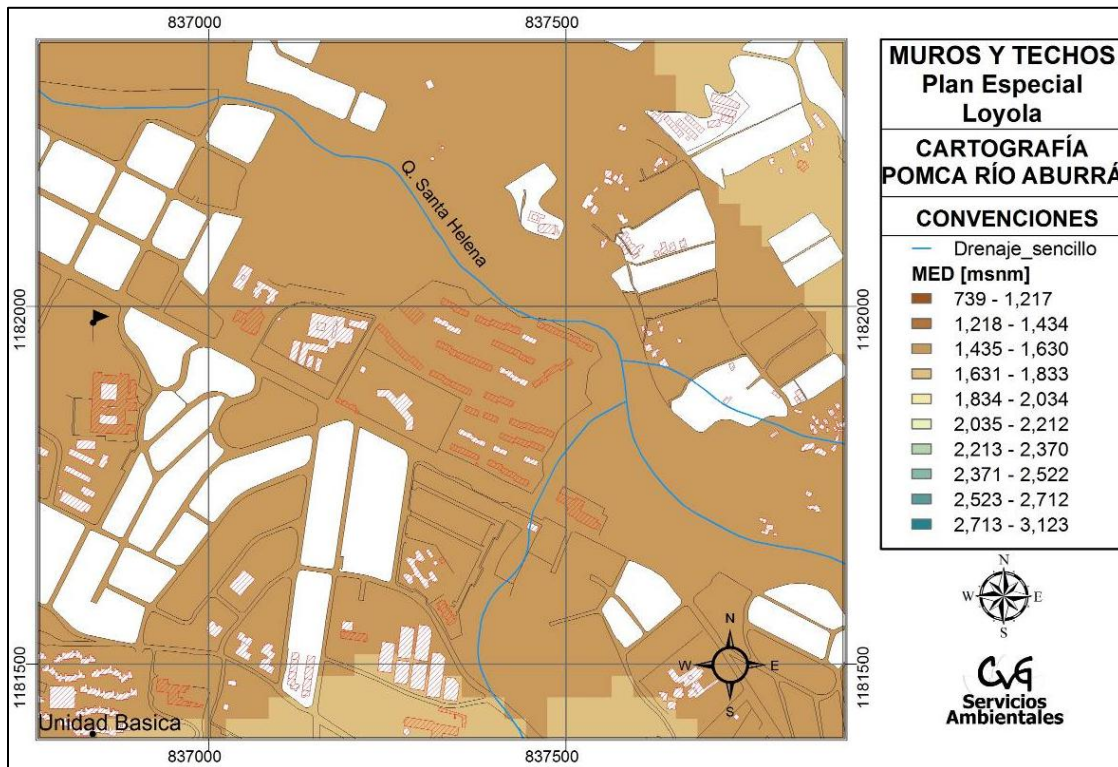 837000
837500
1182000
Q. Santa Helena
1182000
1181500
N
W
E
S
1181500
Unidad Basica
837000
837500
MUROS Y TECHOS
Plan Especial
Loyola
CARTOGRAFÍA
POMCA RÍO ABURRÁ
CONVENCIONES
Drenaje_sencillo
MED [msnm]
739 - 1,217
1,218 - 1,434
1,435 - 1,630
1,631 - 1,833
1,834 - 2,034
2,035 - 2,212
2,213 - 2,370
2,371 - 2,522
2,523 - 2,712
2,713 - 3,123
N
W
E
S
CVG
Servicios
Ambientales